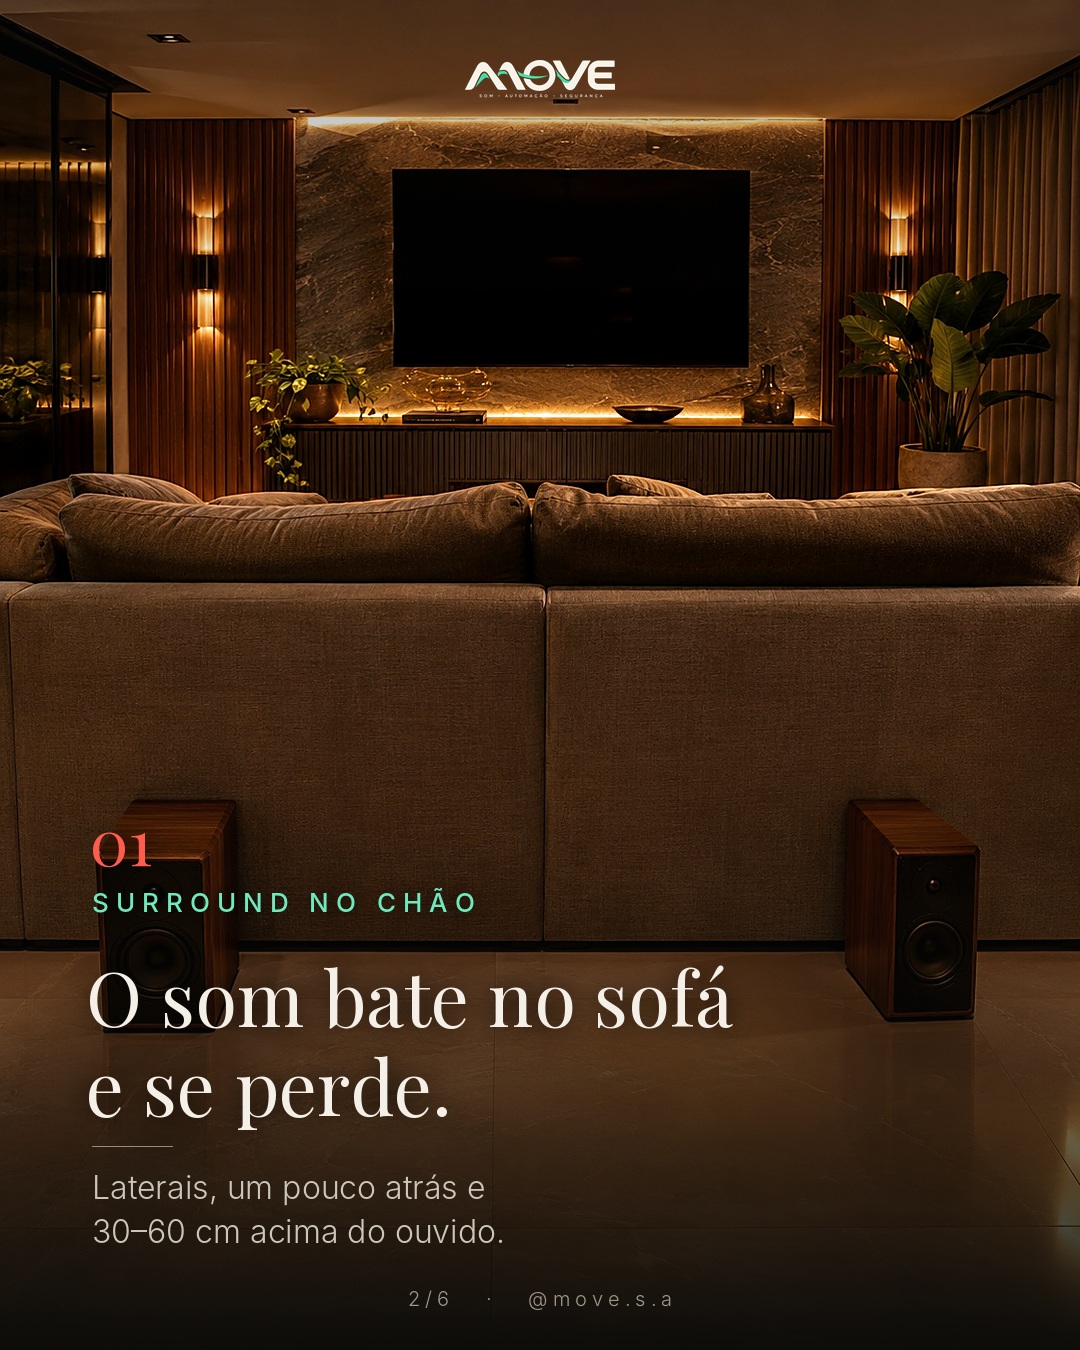 MOVE
SOM · AUTOMAÇÃO · SEGURANÇA
01
SURROUND NO CHÃO
O som bate no sofá
e se perde.
Laterais, um pouco atrás e
30–60 cm acima do ouvido.
2/6 · @move.s.a